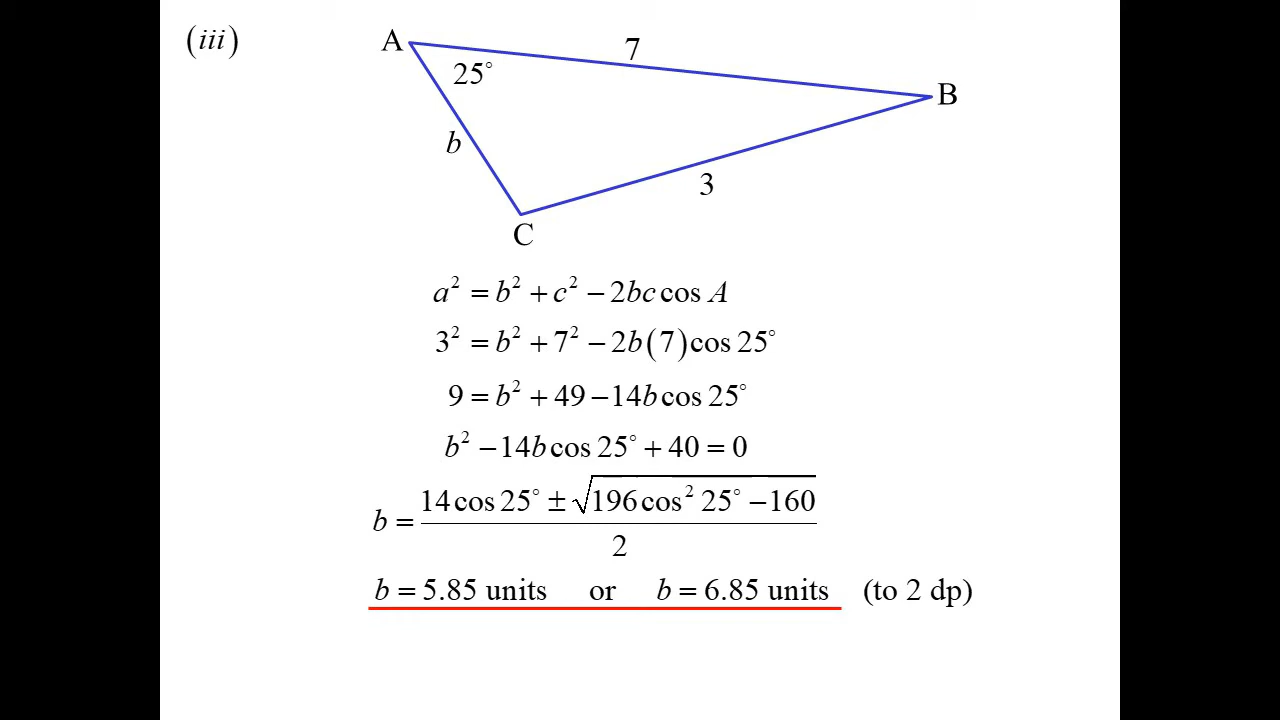 (iii)
A
7
25°
B
b
3
C
a² = b² + c² − 2bc cos A
3² = b² + 7² − 2b(7)cos 25°
9 = b² + 49 − 14b cos 25°
b² − 14b cos 25° + 40 = 0
b = (14 cos 25° ± √(196 cos² 25° − 160)) / 2
b = 5.85 units or b = 6.85 units (to 2 dp)